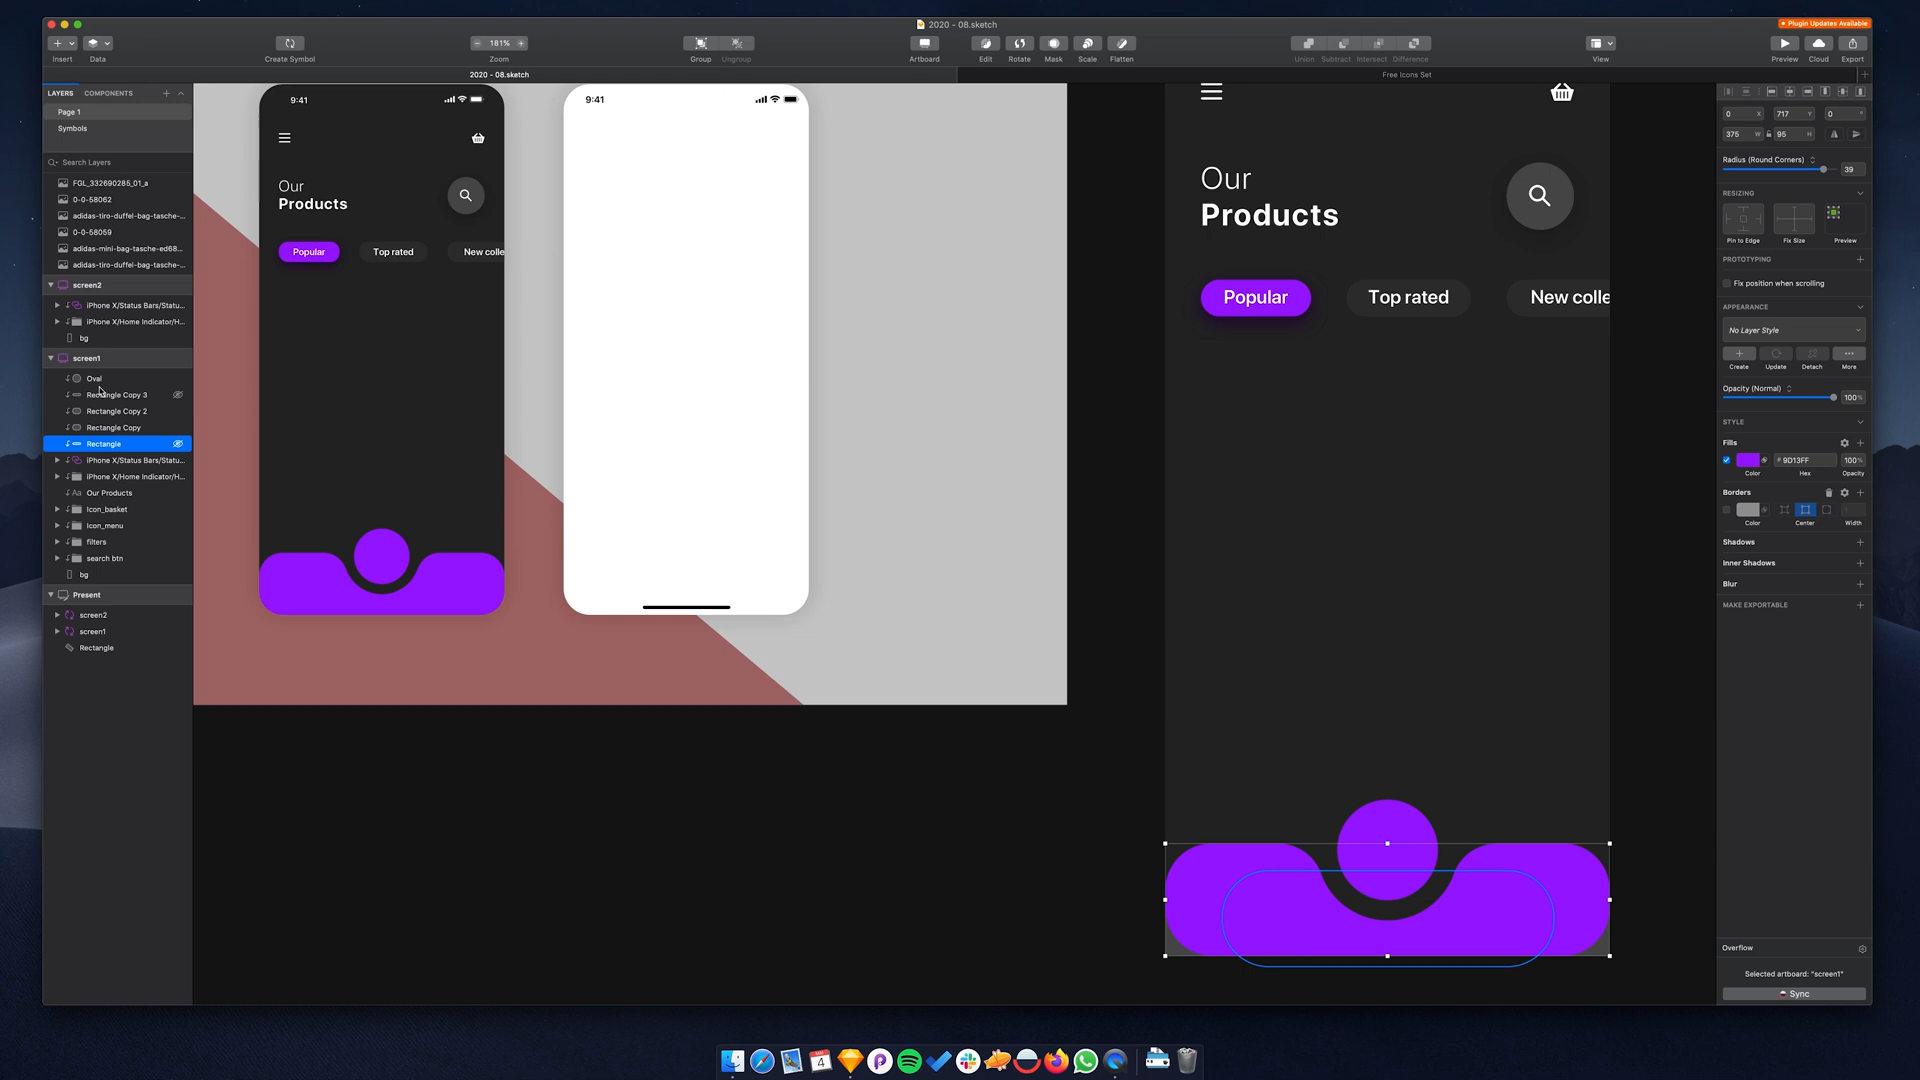 2020 - 08.sketch
Plugin Updates Available
181%
Insert
Data
Create Symbol
Zoom
Group
Ungroup
Artboard
Edit
Rotate
Mask
Scale
Flatten
Union
Subtract
Intersect
Difference
View
Preview
Cloud
Export
2020 - 08.sketch
Free Icons Set
LAYERS
COMPONENTS
Page 1
Symbols
Search Layers
FGL_332690285_01_a
0-0-58062
adidas-tiro-duffel-bag-tasche-...
0-0-58059
adidas-mini-bag-tasche-ed68...
adidas-tiro-duffel-bag-tasche-...
screen2
iPhone X/Status Bars/Statu...
iPhone X/Home Indicator/H...
bg
screen1
Oval
Rectangle Copy 3
Rectangle Copy 2
Rectangle Copy
Rectangle
iPhone X/Status Bars/Statu...
iPhone X/Home Indicator/H...
Aa Our Products
Icon_basket
Icon_menu
filters
search btn
bg
Present
screen2
screen1
Rectangle
9:41
Our
Products
Popular
Top rated
New colle
9:41
Our
Products
Popular
Top rated
New colle
0 X
717 Y
0 °
375 W
95 H
Radius (Round Corners)
39
RESIZING
Pin to Edge
Fix Size
Preview
PROTOTYPING
Fix position when scrolling
APPEARANCE
No Layer Style
Create
Update
Detach
More
Opacity (Normal)
100%
STYLE
Fills
# 9D13FF
100%
Color
Hex
Opacity
Borders
Color
Center
Width
Shadows
Inner Shadows
Blur
MAKE EXPORTABLE
Overflow
Selected artboard: "screen1"
Sync
4